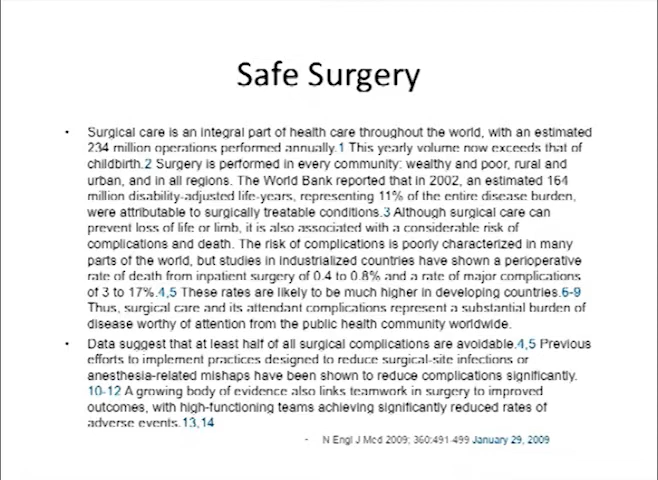 Safe Surgery
• Surgical care is an integral part of health care throughout the world, with an estimated
234 million operations performed annually.1 This yearly volume now exceeds that of
childbirth.2 Surgery is performed in every community: wealthy and poor, rural and
urban, and in all regions. The World Bank reported that in 2002, an estimated 164
million disability-adjusted life-years, representing 11% of the entire disease burden,
were attributable to surgically treatable conditions.3 Although surgical care can
prevent loss of life or limb, it is also associated with a considerable risk of
complications and death. The risk of complications is poorly characterized in many
parts of the world, but studies in industrialized countries have shown a perioperative
rate of death from inpatient surgery of 0.4 to 0.8% and a rate of major complications
of 3 to 17%.4,5 These rates are likely to be much higher in developing countries.6-9
Thus, surgical care and its attendant complications represent a substantial burden of
disease worthy of attention from the public health community worldwide.
• Data suggest that at least half of all surgical complications are avoidable.4,5 Previous
efforts to implement practices designed to reduce surgical-site infections or
anesthesia-related mishaps have been shown to reduce complications significantly.
10-12 A growing body of evidence also links teamwork in surgery to improved
outcomes, with high-functioning teams achieving significantly reduced rates of
adverse events.13,14
- N Engl J Med 2009; 360:491-499 January 29, 2009